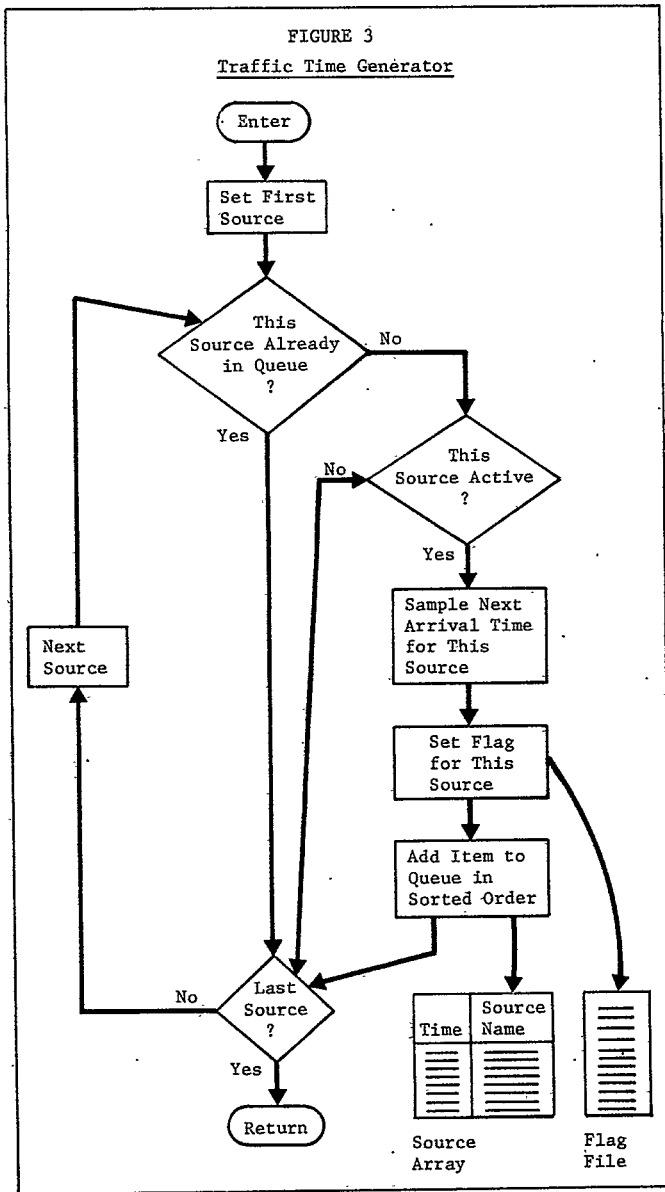 FIGURE 3
Traffic Time Generator
Enter
Set First
Source
This
Source Already
in Queue
?
No
Yes
This
Source Active
?
No
Yes
Sample Next
Arrival Time
for This
Source
Next
Source
Set Flag
for This
Source
Add Item to
Queue in
Sorted Order
Last
Source
?
No
Yes
Return
Time
Source
Name
Source
Array
Flag
File